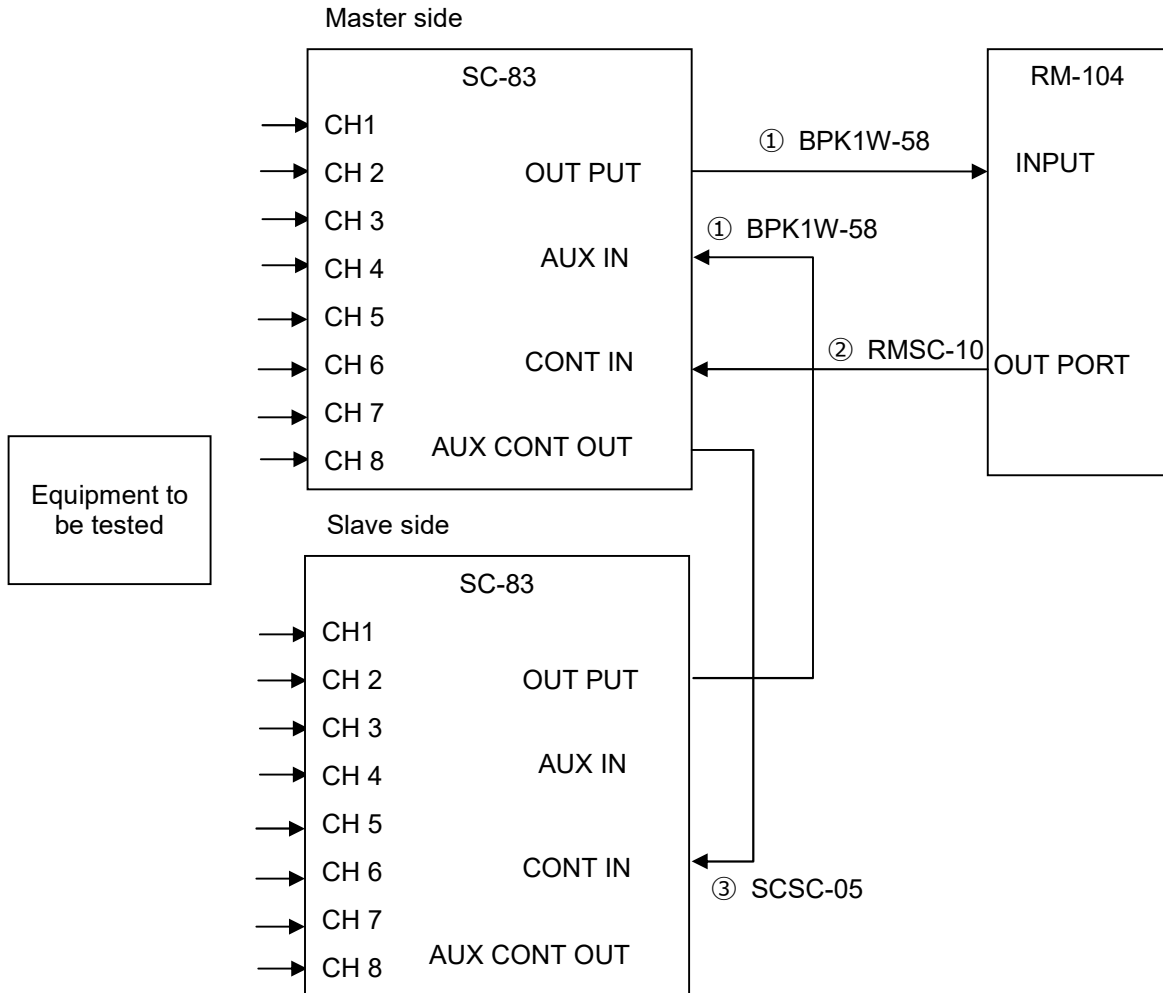 Master side
SC-83
CH1
CH 2
CH 3
CH 4
CH 5
CH 6
CH 7
CH 8
OUT PUT
AUX IN
CONT IN
AUX CONT OUT
① BPK1W-58
① BPK1W-58
② RMSC-10
RM-104
INPUT
OUT PORT
Equipment to
be tested
Slave side
SC-83
CH1
CH 2
CH 3
CH 4
CH 5
CH 6
CH 7
CH 8
OUT PUT
AUX IN
CONT IN
AUX CONT OUT
③ SCSC-05